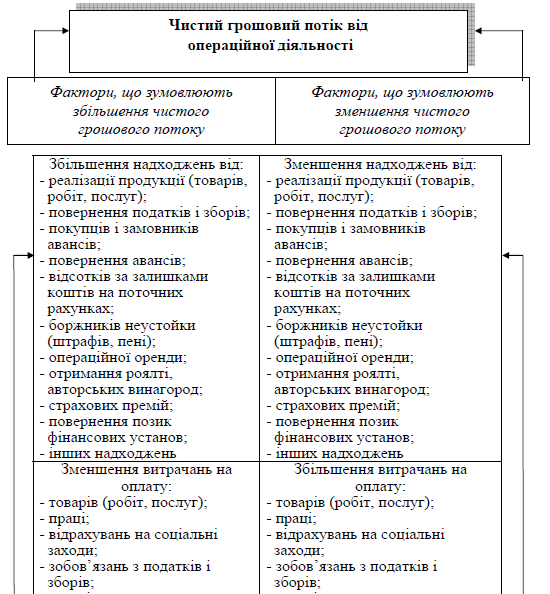 Чистий грошовий потік від
операційної діяльності
Фактори, що зумовлюють
збільшення чистого
грошового потоку
Фактори, що зумовлюють
зменшення чистого
грошового потоку
Збільшення надходжень від:
- реалізації продукції (товарів,
робіт, послуг);
- повернення податків і зборів;
- покупців і замовників
авансів;
- повернення авансів;
- відсотків за залишками
коштів на поточних
рахунках;
- боржників неустойки
(штрафів, пені);
- операційної оренди;
- отримання роялті,
авторських винагород;
- страхових премій;
- повернення позик
фінансових установ;
- інших надходжень
Зменшення надходжень від:
- реалізації продукції (товарів,
робіт, послуг);
- повернення податків і зборів;
- покупців і замовників
авансів;
- повернення авансів;
- відсотків за залишками
коштів на поточних
рахунках;
- боржників неустойки
(штрафів, пені);
- операційної оренди;
- отримання роялті,
авторських винагород;
- страхових премій;
- повернення позик
фінансових установ;
- інших надходжень
Зменшення витрачань на
оплату:
- товарів (робіт, послуг);
- праці;
- відрахувань на соціальні
заходи;
- зобов’язань з податків і
зборів;
Збільшення витрачань на
оплату:
- товарів (робіт, послуг);
- праці;
- відрахувань на соціальні
заходи;
- зобов’язань з податків і
зборів;